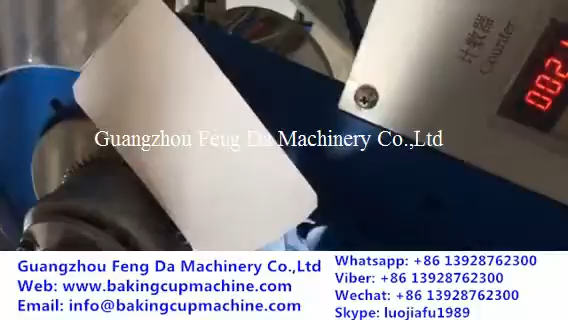 计数器
Counter
Guangzhou Feng Da Machinery Co.,Ltd
Guangzhou Feng Da Machinery Co.,Ltd
Web: www.bakingcupmachine.com
Email: info@bakingcupmachine.com
Whatsapp: +86 13928762300
Viber: +86 13928762300
Wechat: +86 13928762300
Skype: luojiafu1989